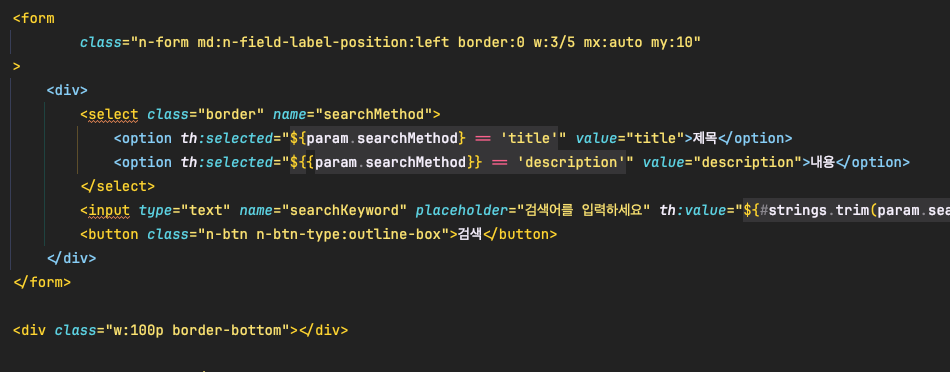 <form
class="n-form md:n-field-label-position:left border:0 w:3/5 mx:auto my:10"
>
<div>
<select class="border" name="searchMethod">
<option th:selected="${param.searchMethod} == 'title'" value="title">제목</option>
<option th:selected="${{param.searchMethod}} == 'description'" value="description">내용</option>
</select>
<input type="text" name="searchKeyword" placeholder="검색어를 입력하세요" th:value="${#strings.trim(param.sea
<button class="n-btn n-btn-type:outline-box">검색</button>
</div>
</form>
<div class="w:100p border-bottom"></div>